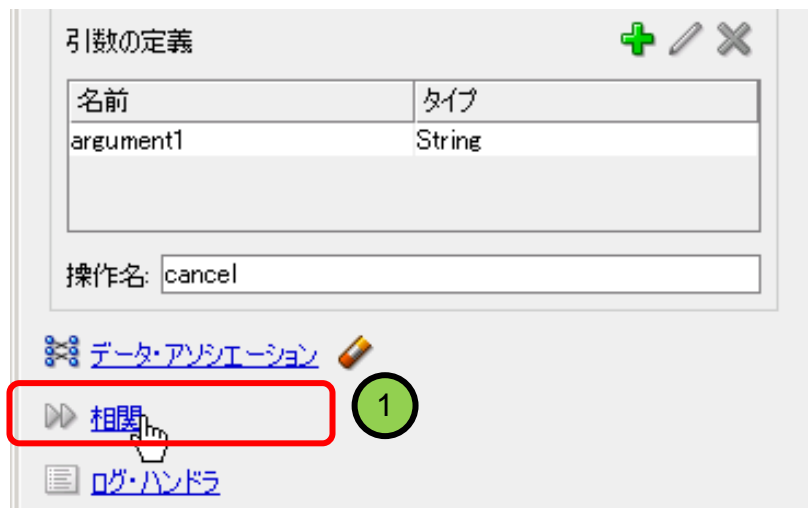 引数の定義
名前 タイプ
argument1 String
操作名: cancel
データ・アソシエーション
相関
1
ログ・ハンドラ